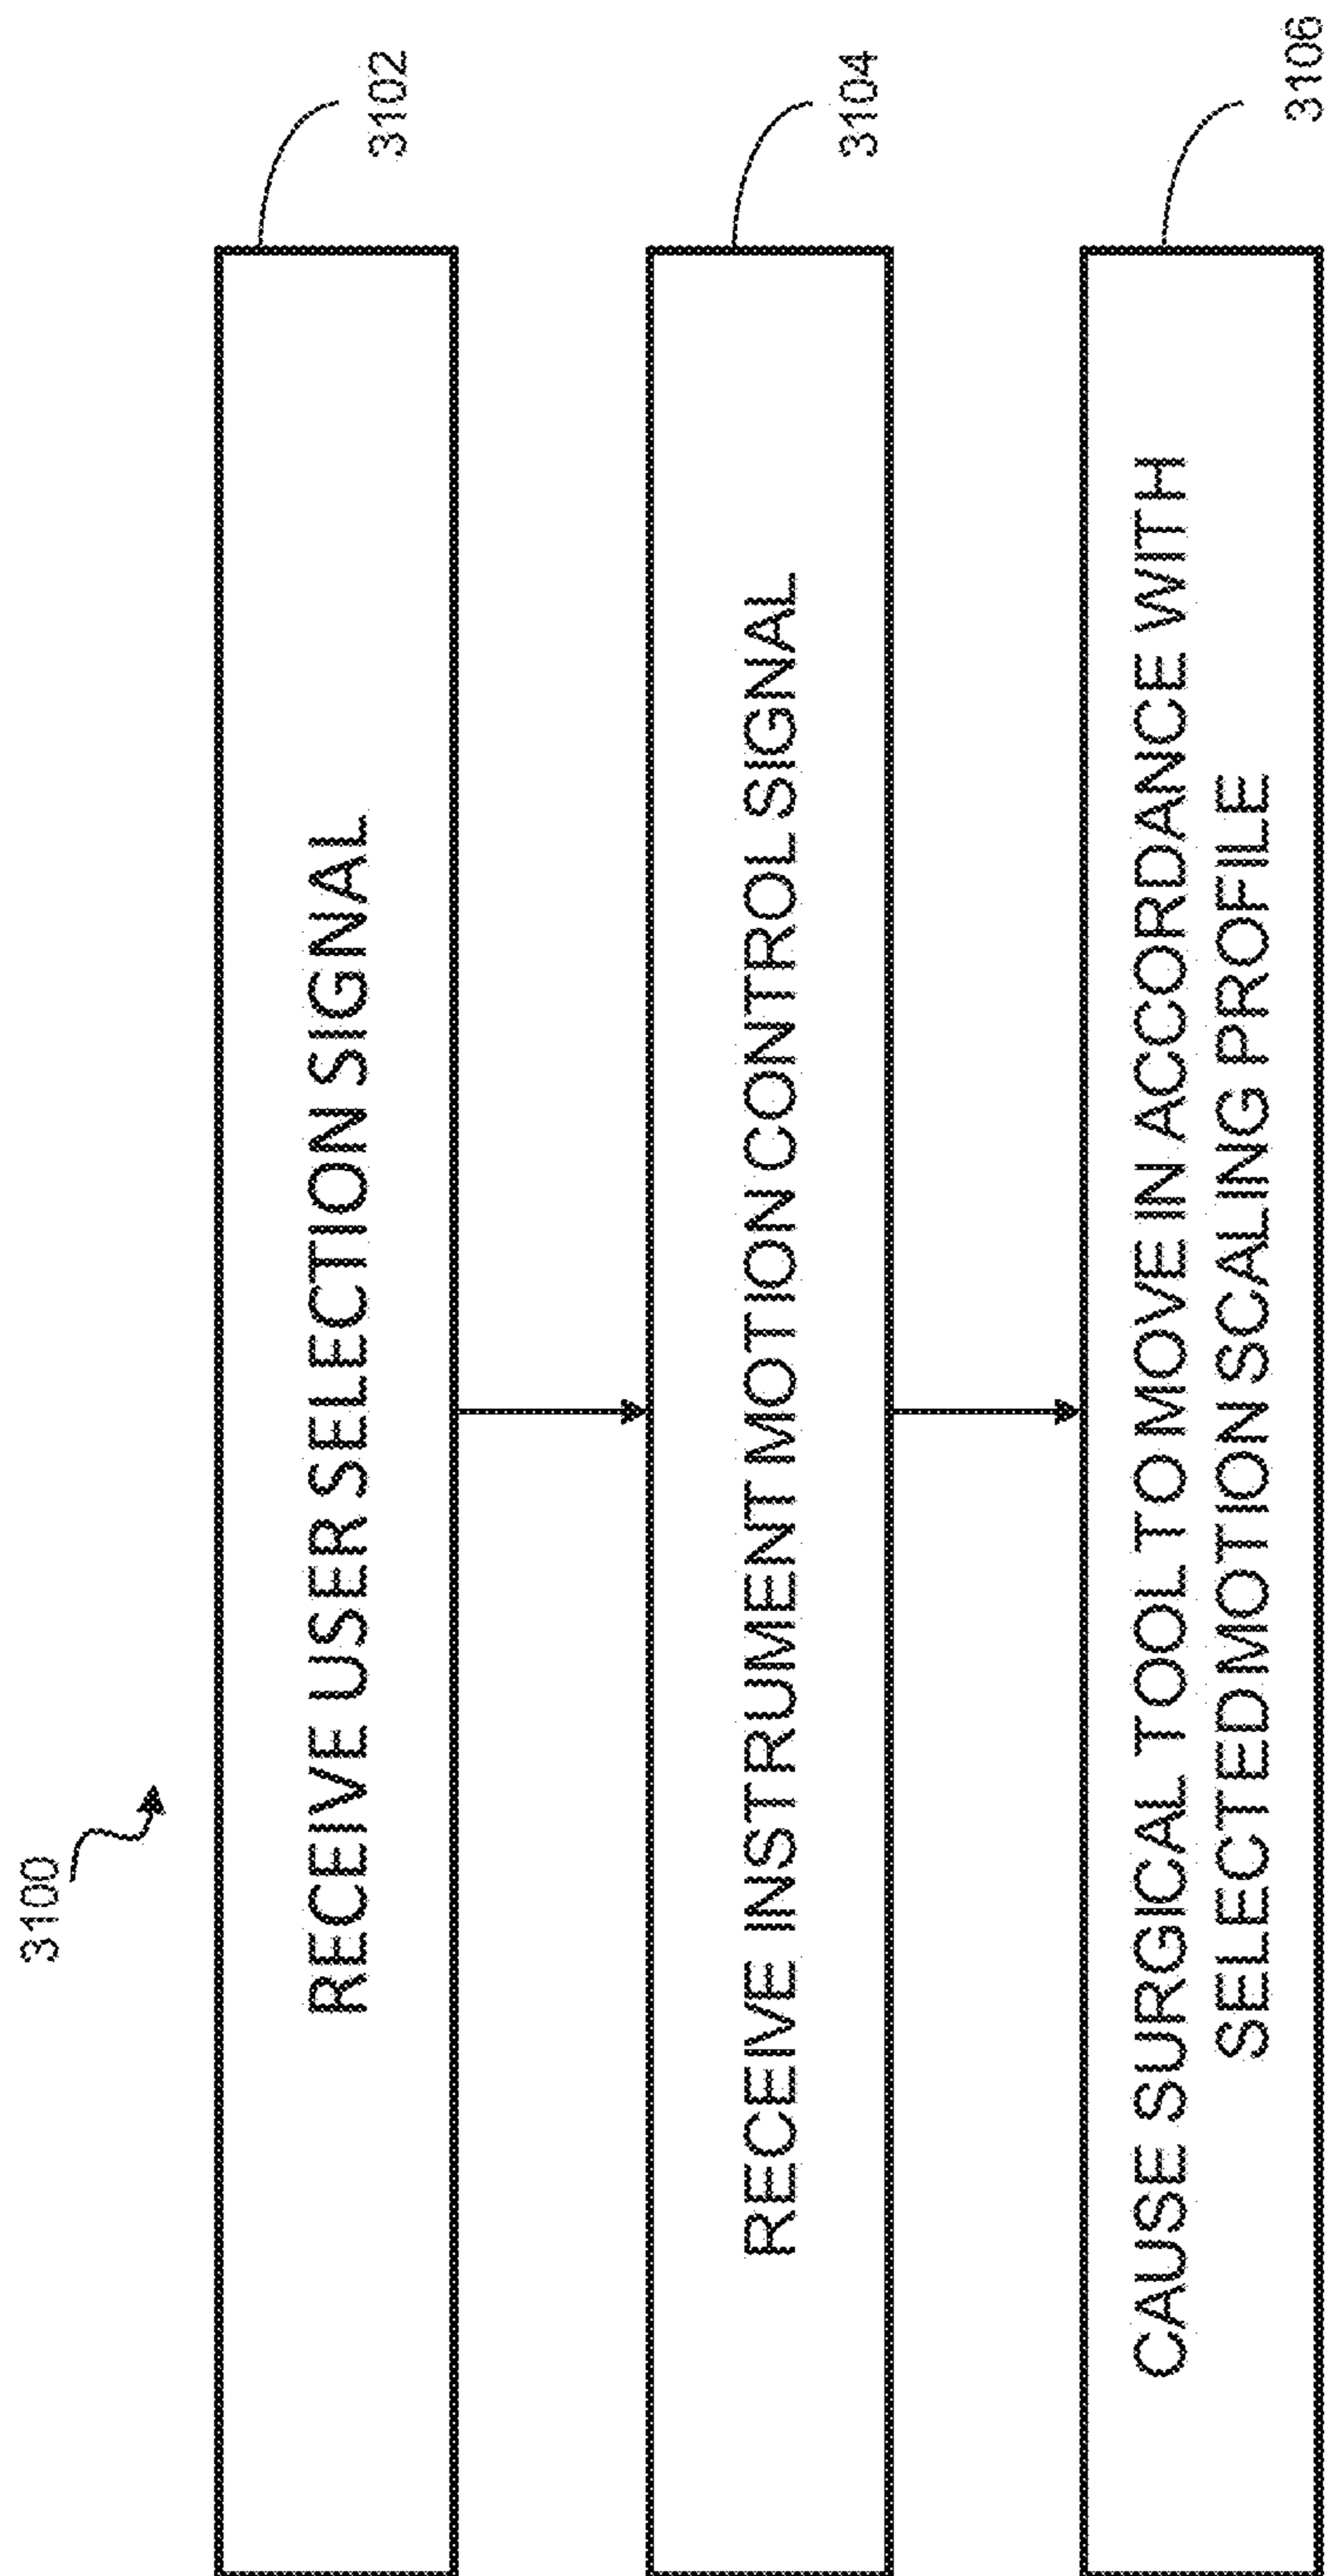 3100
RECEIVE USER SELECTION SIGNAL
3102
RECEIVE INSTRUMENT MOTION CONTROL SIGNAL
3104
CAUSE SURGICAL TOOL TO MOVE IN ACCORDANCE WITH
SELECTED MOTION SCALING PROFILE
3106